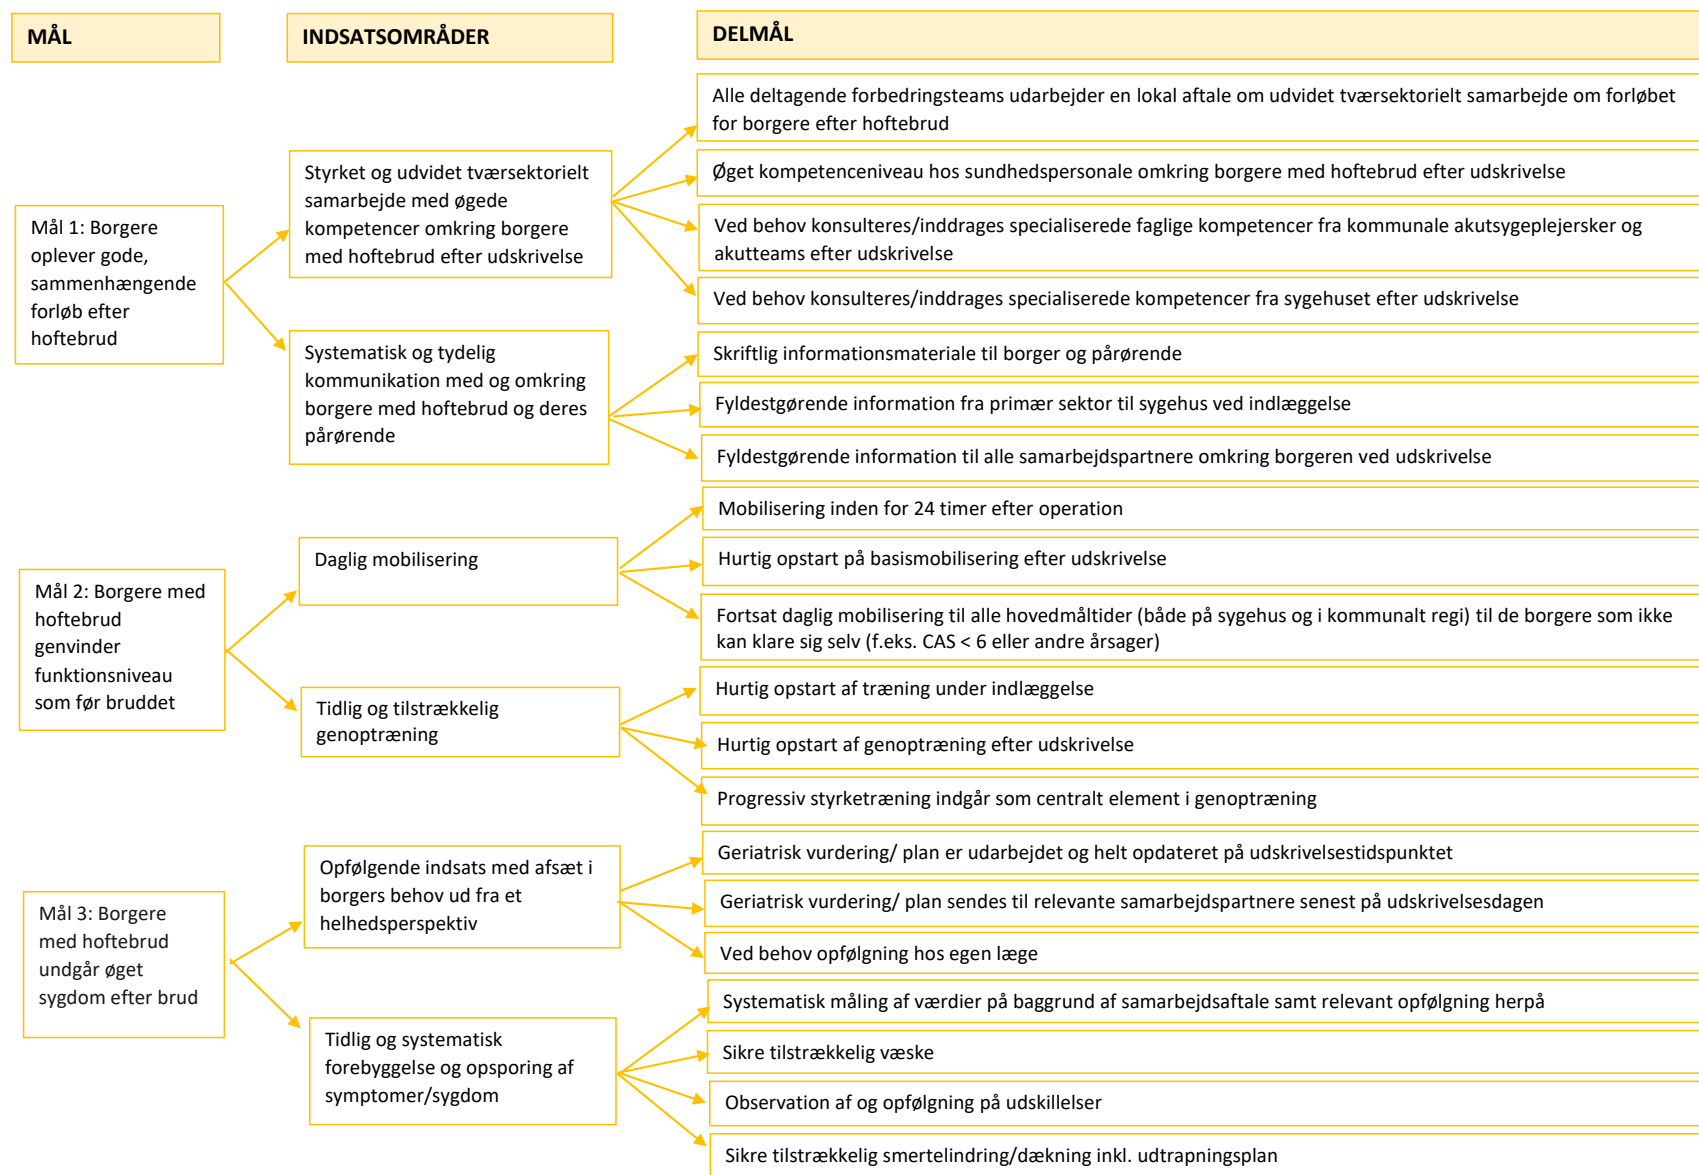 MÅL
INDSATSOMRÅDER
DELMÅL
Mål 1: Borgere
oplever gode,
sammenhængende
forløb efter
hoftebrud
Styrket og udvidet tværsektorielt
samarbejde med øgede
kompetencer omkring borgere
med hoftebrud efter udskrivelse
Alle deltagende forbedringsteams udarbejder en lokal aftale om udvidet tværsektorielt samarbejde om forløbet
for borgere efter hoftebrud
Øget kompetenceniveau hos sundhedspersonale omkring borgere med hoftebrud efter udskrivelse
Ved behov konsulteres/inddrages specialiserede faglige kompetencer fra kommunale akutsygeplejersker og
akutteams efter udskrivelse
Ved behov konsulteres/inddrages specialiserede kompetencer fra sygehuset efter udskrivelse
Systematisk og tydelig
kommunikation med og omkring
borgere med hoftebrud og deres
pårørende
Skriftlig informationsmateriale til borger og pårørende
Fyldestgørende information fra primær sektor til sygehus ved indlæggelse
Fyldestgørende information til alle samarbejdspartnere omkring borgeren ved udskrivelse
Mål 2: Borgere med
hoftebrud
genvinder
funktionsniveau
som før bruddet
Daglig mobilisering
Mobilisering inden for 24 timer efter operation
Hurtig opstart på basismobilisering efter udskrivelse
Fortsat daglig mobilisering til alle hovedmåltider (både på sygehus og i kommunalt regi) til de borgere som ikke
kan klare sig selv (f.eks. CAS < 6 eller andre årsager)
Tidlig og tilstrækkelig
genoptræning
Hurtig opstart af træning under indlæggelse
Hurtig opstart af genoptræning efter udskrivelse
Progressiv styrketræning indgår som centralt element i genoptræning
Mål 3: Borgere
med hoftebrud
undgår øget
sygdom efter brud
Opfølgende indsats med afsæt i
borgers behov ud fra et
helhedsperspektiv
Geriatrisk vurdering/ plan er udarbejdet og helt opdateret på udskrivelsestidspunktet
Geriatrisk vurdering/ plan sendes til relevante samarbejdspartnere senest på udskrivelsesdagen
Ved behov opfølgning hos egen læge
Tidlig og systematisk
forebyggelse og opsporing af
symptomer/sygdom
Systematisk måling af værdier på baggrund af samarbejdsaftale samt relevant opfølgning herpå
Sikre tilstrækkelig væske
Observation af og opfølgning på udskillelser
Sikre tilstrækkelig smertelindring/dækning inkl. udtrapningsplan